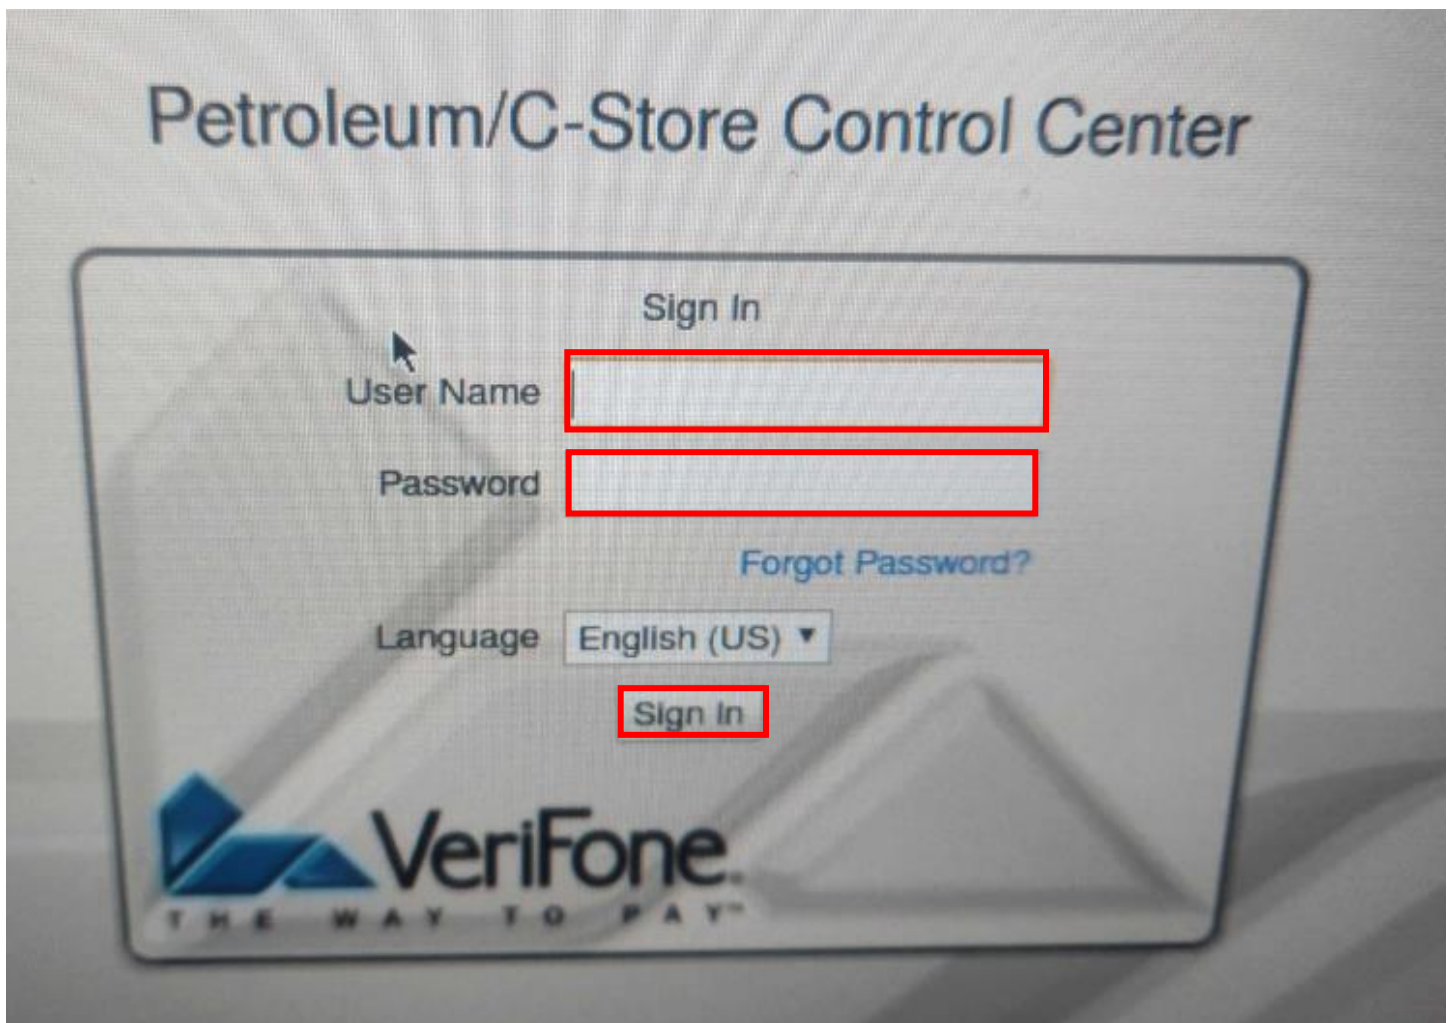 Petroleum/C-Store Control Center
Sign In
User Name
Password
Forgot Password?
Language English (US) ▼
Sign In
VeriFone.
THE WAY TO PAY™